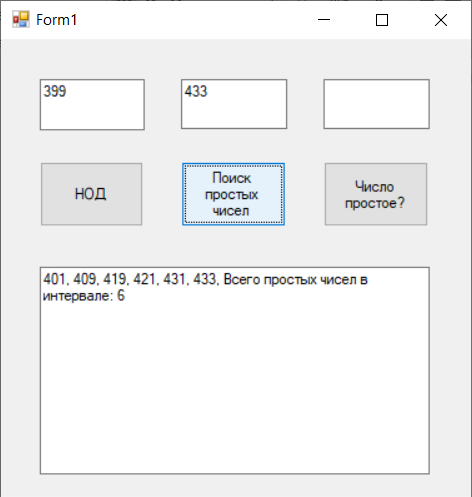 Form1
399
433
НОД
Поиск
простых
чисел
Число
простое?
401, 409, 419, 421, 431, 433, Всего простых чисел в
интервале: 6